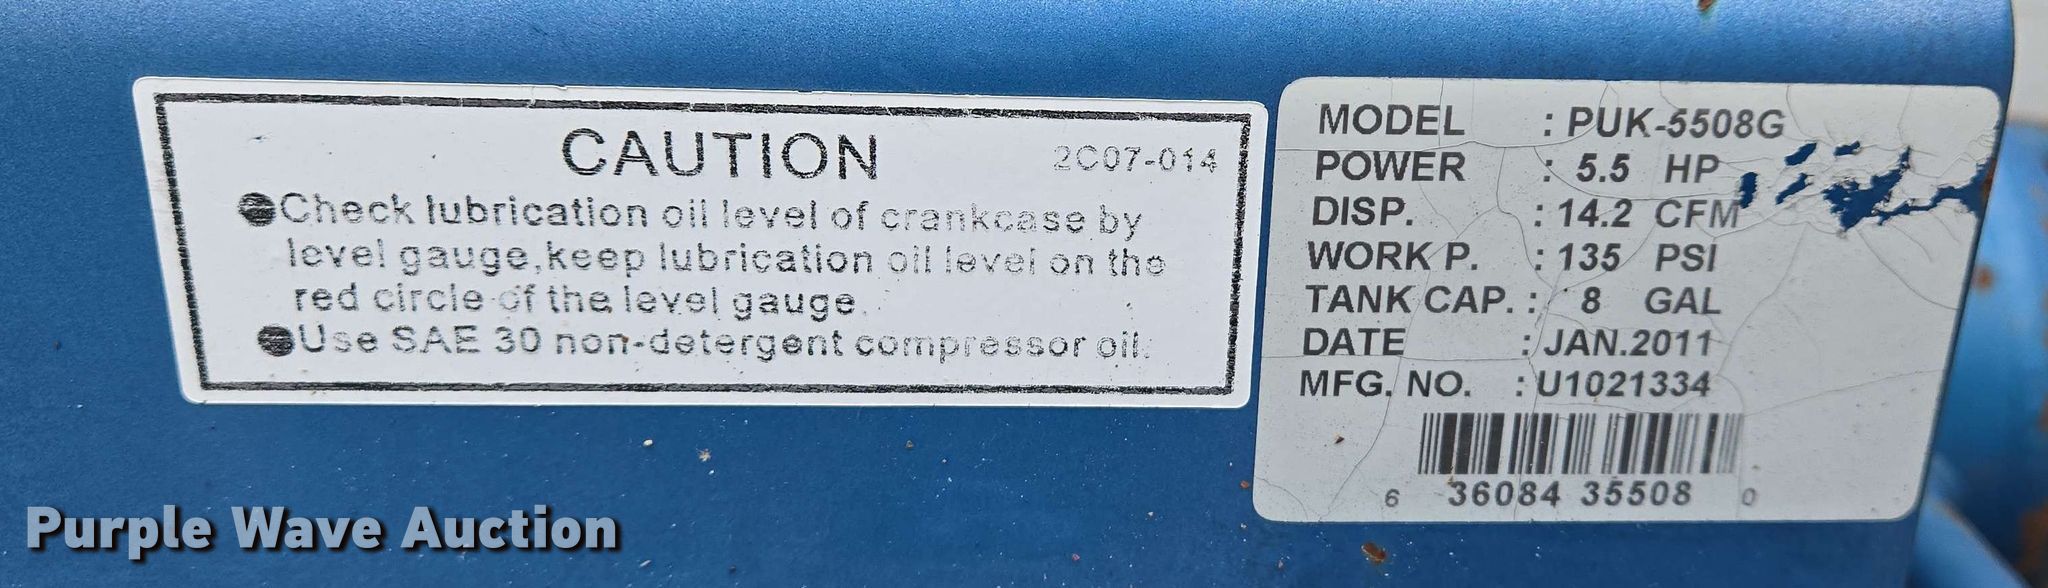 CAUTION 2C07-014
●Check lubrication oil level of crankcase by
level gauge,keep lubrication oil level on the
red circle of the level gauge.
●Use SAE 30 non-detergent compressor oil.
MODEL : PUK-5508G
POWER : 5.5 HP
DISP. : 14.2 CFM
WORK P. : 135 PSI
TANK CAP. : 8 GAL
DATE : JAN.2011
MFG. NO. : U1021334
6 36084 35508 0
Purple Wave Auction